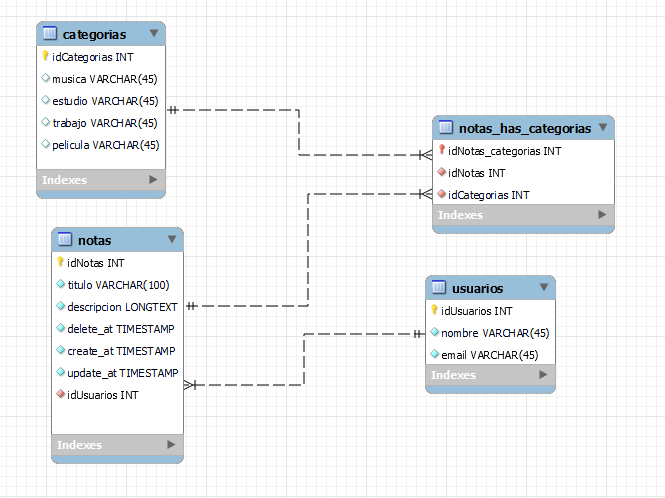 categorias
idCategorias INT
musica VARCHAR(45)
estudio VARCHAR(45)
trabajo VARCHAR(45)
pelicula VARCHAR(45)
Indexes
notas_has_categorias
idNotas_categorias INT
idNotas INT
idCategorias INT
Indexes
notas
idNotas INT
titulo VARCHAR(100)
descripcion LONGTEXT
delete_at TIMESTAMP
create_at TIMESTAMP
update_at TIMESTAMP
idUsuarios INT
Indexes
usuarios
idUsuarios INT
nombre VARCHAR(45)
email VARCHAR(45)
Indexes